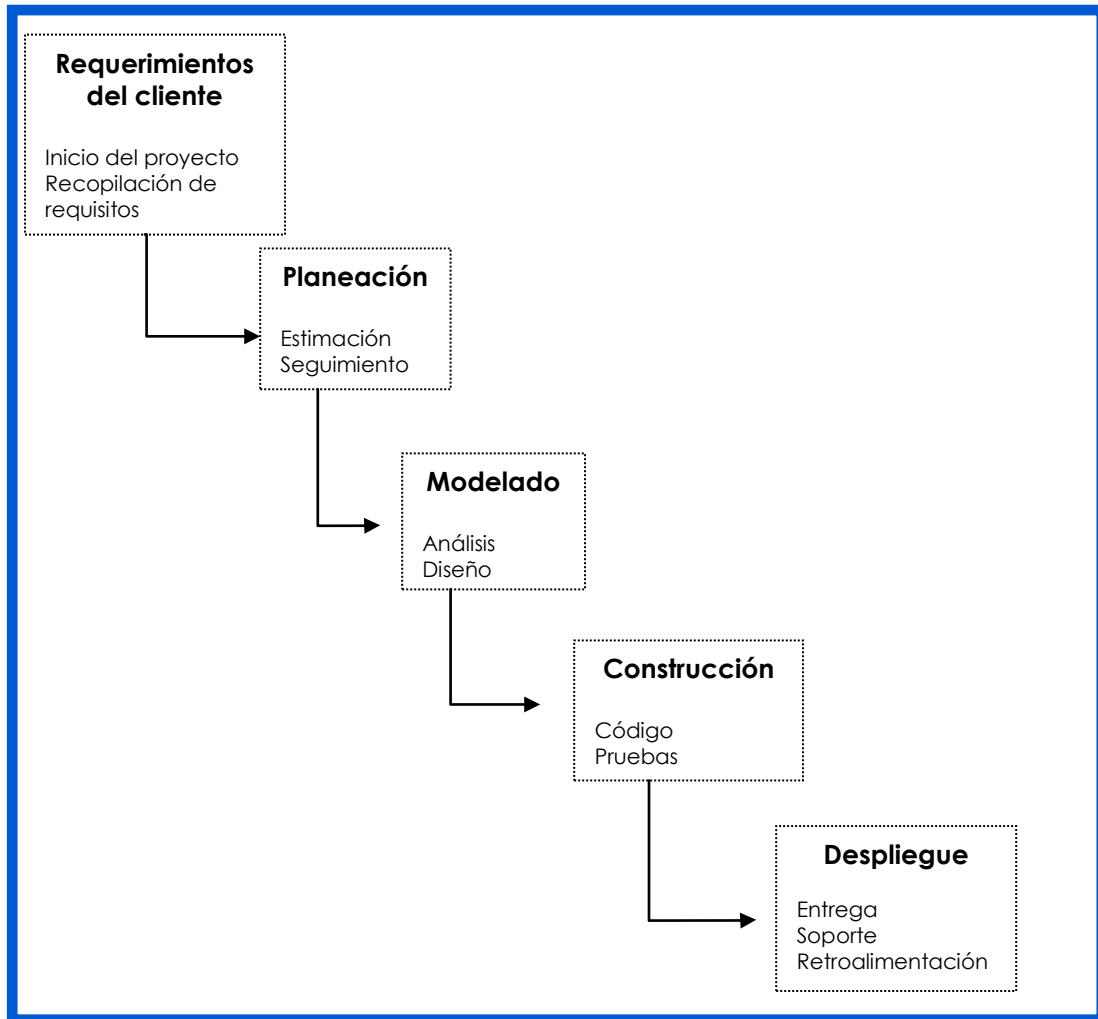 Requerimientos
del cliente
Inicio del proyecto
Recopilación de
requisitos
Planeación
Estimación
Seguimiento
Modelado
Análisis
Diseño
Construcción
Código
Pruebas
Despliegue
Entrega
Soporte
Retroalimentación